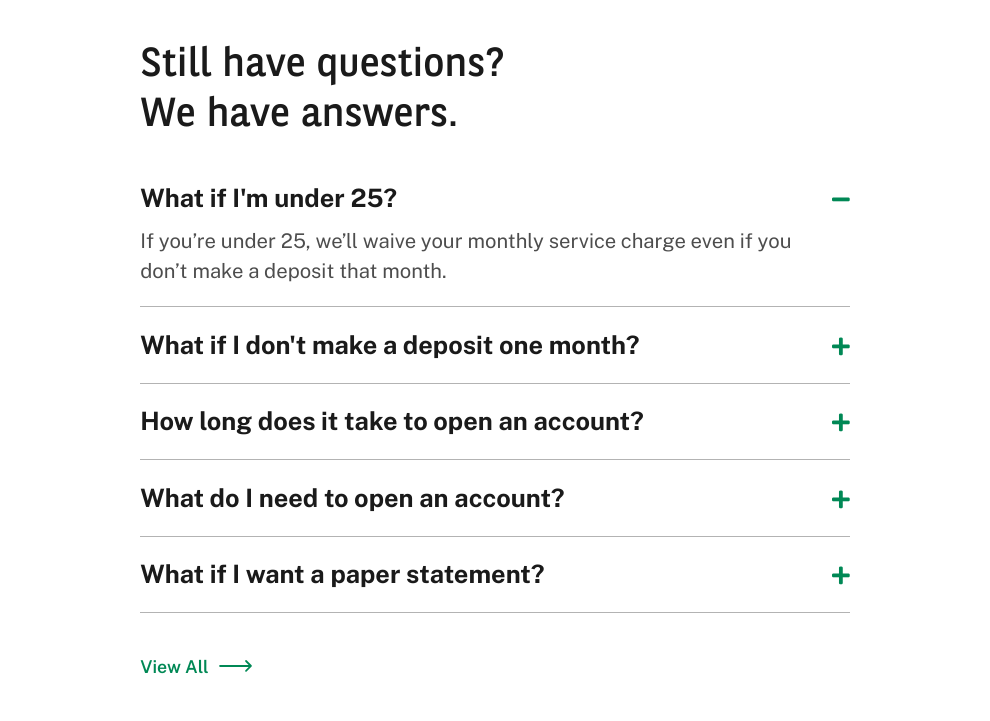 Still have questions?
We have answers.
What if I'm under 25?
If you’re under 25, we’ll waive your monthly service charge even if you
don’t make a deposit that month.
What if I don't make a deposit one month?
How long does it take to open an account?
What do I need to open an account?
What if I want a paper statement?
View All